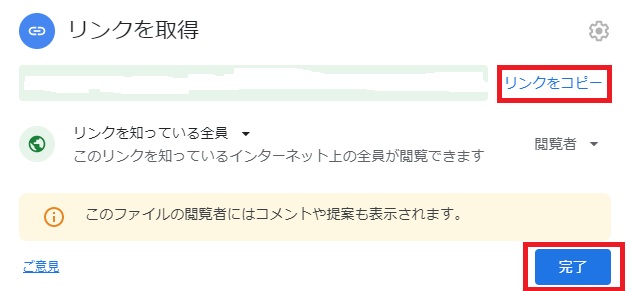 リンクを取得
リンクをコピー
リンクを知っている全員
このリンクを知っているインターネット上の全員が閲覧できます
閲覧者
このファイルの閲覧者にはコメントや提案も表示されます。
ご意見
完了